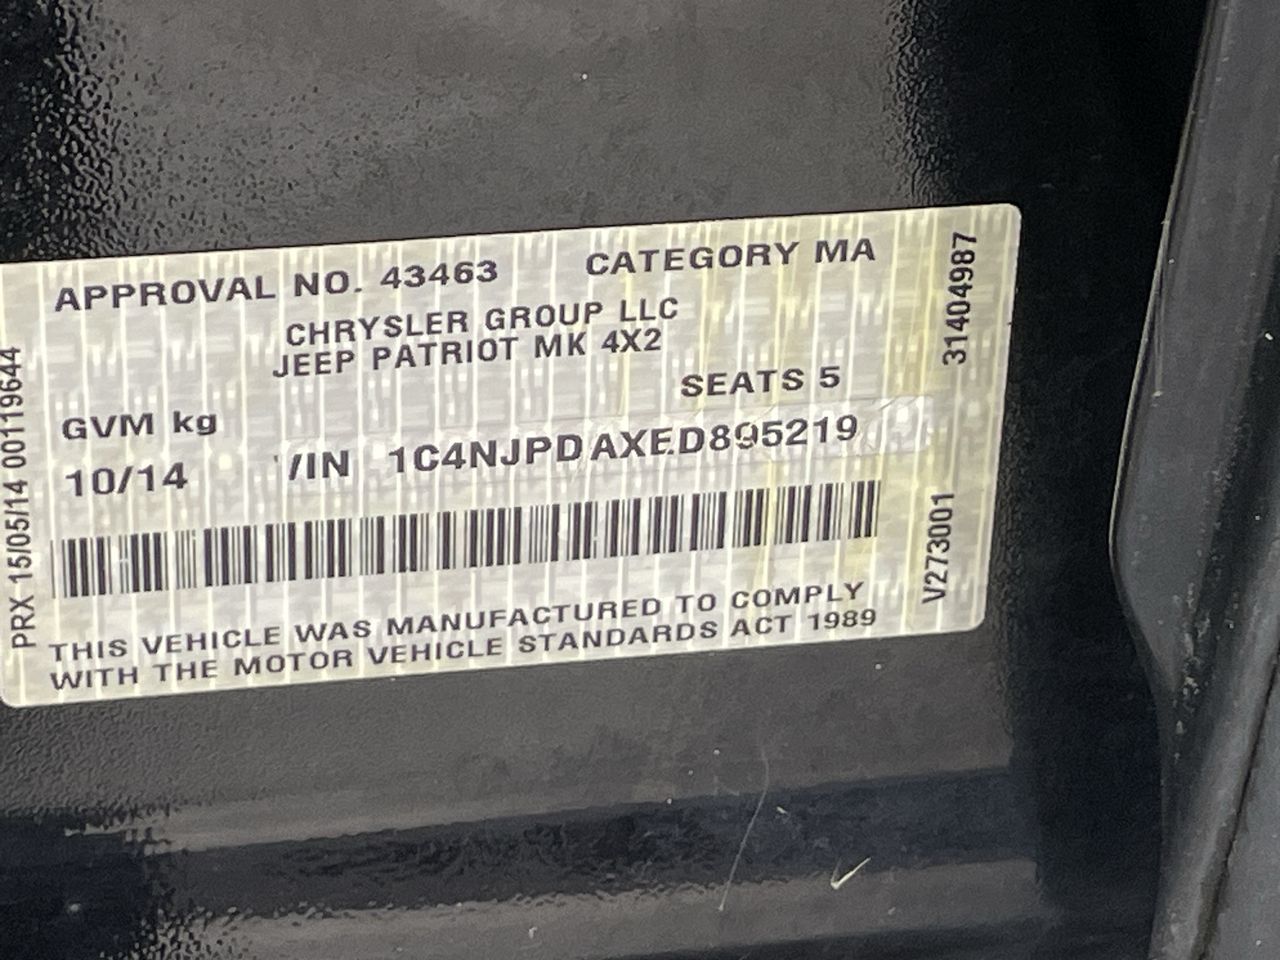 APPROVAL NO. 43463 CATEGORY MA
CHRYSLER GROUP LLC
JEEP PATRIOT MK 4X2
SEATS 5
GVM kg
10/14 /IN 1C4NJPDAXED895219
THIS VEHICLE WAS MANUFACTURED TO COMPLY
WITH THE MOTOR VEHICLE STANDARDS ACT 1989
PRX 15/05/14 00119644
31404987
V273001